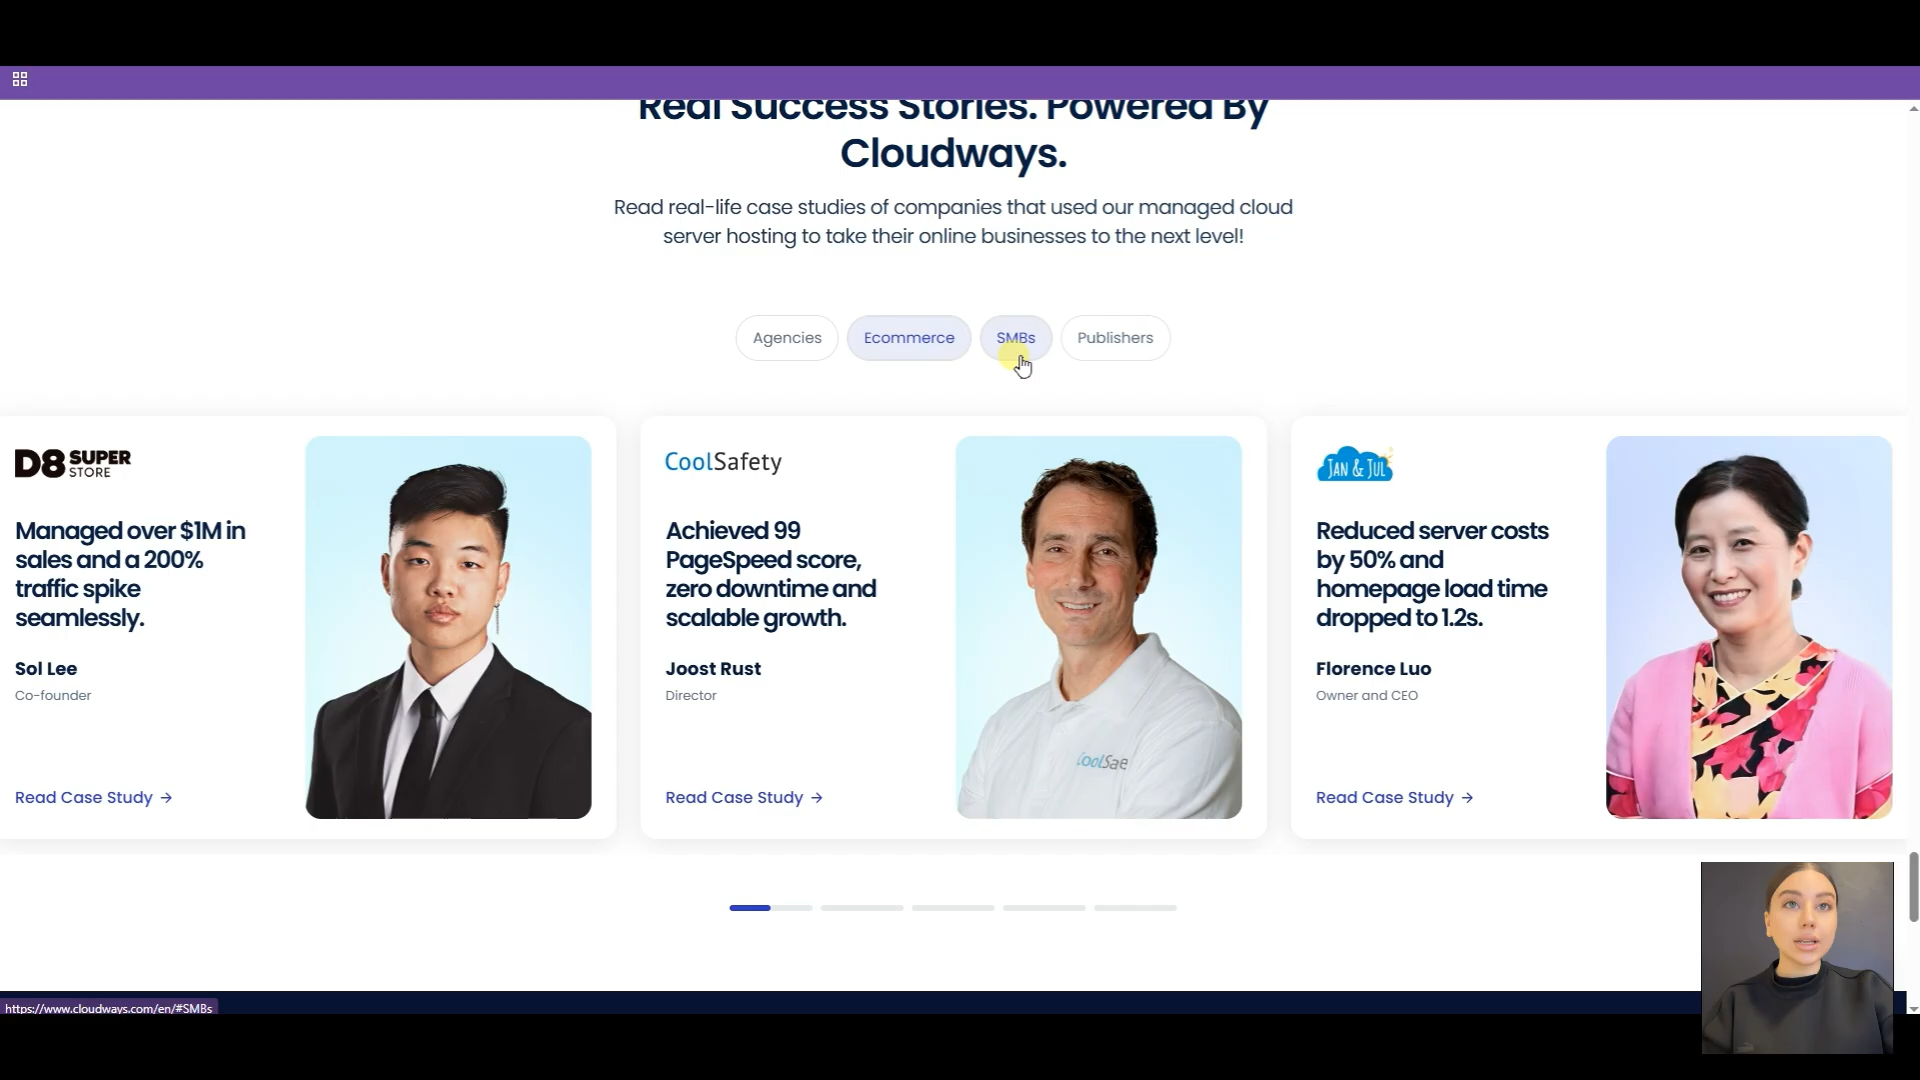 Real Success Stories. Powered By
Cloudways.
Read real-life case studies of companies that used our managed cloud
server hosting to take their online businesses to the next level!
Agencies
Ecommerce
SMBs
Publishers
D8 SUPER
STORE
Managed over $1M in
sales and a 200%
traffic spike
seamlessly.
Sol Lee
Co-founder
Read Case Study →
CoolSafety
Achieved 99
PageSpeed score,
zero downtime and
scalable growth.
Joost Rust
Director
Read Case Study →
CoolSafe
JAN & JUL
Reduced server costs
by 50% and
homepage load time
dropped to 1.2s.
Florence Luo
Owner and CEO
Read Case Study →
https://www.cloudways.com/en/#SMBs